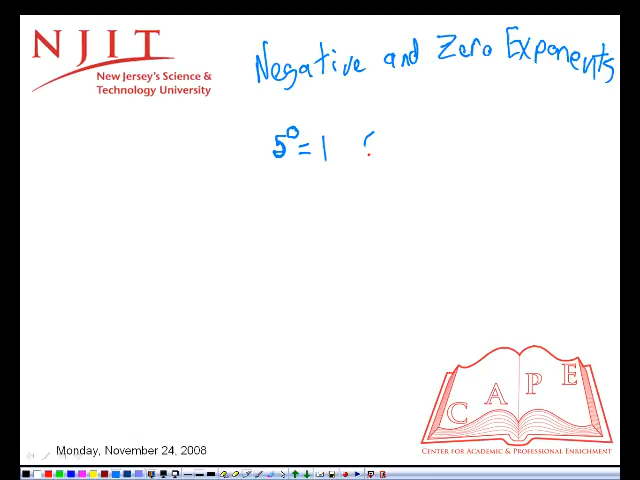 NJIT
New Jersey's Science &
Technology University
Negative and Zero Exponents
5⁰ = 1
CAPE
CENTER FOR ACADEMIC & PROFESSIONAL ENRICHMENT
Monday, November 24, 2008